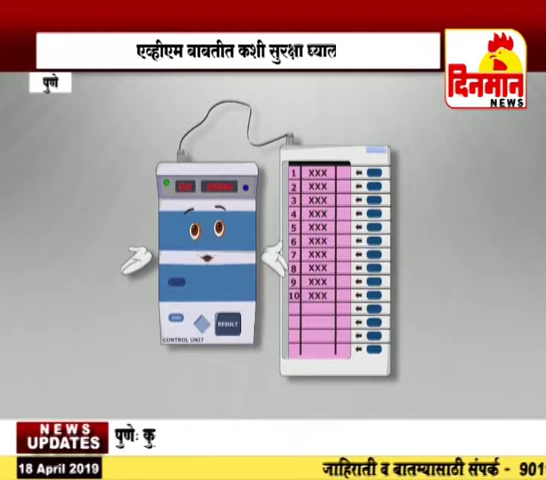 एव्हीएम बाबतीत कशी सुरक्षा घ्याल
पुणे
दिनमान
NEWS
1 XXX
2 XXX
3 XXX
4 XXX
5 XXX
6 XXX
7 XXX
8 XXX
9 XXX
10 XXX
RESULT
CONTROL UNIT
NEWS
UPDATES
पुणेः कु
18 April 2019
जाहिराती व बातम्यासाठी संपर्क - 901